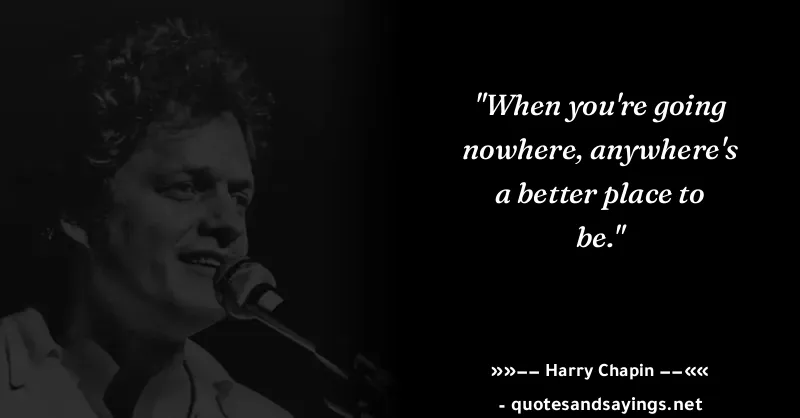 "When you're going
nowhere, anywhere's
a better place to
be."
»»−− Harry Chapin −−««
- quotesandsayings.net